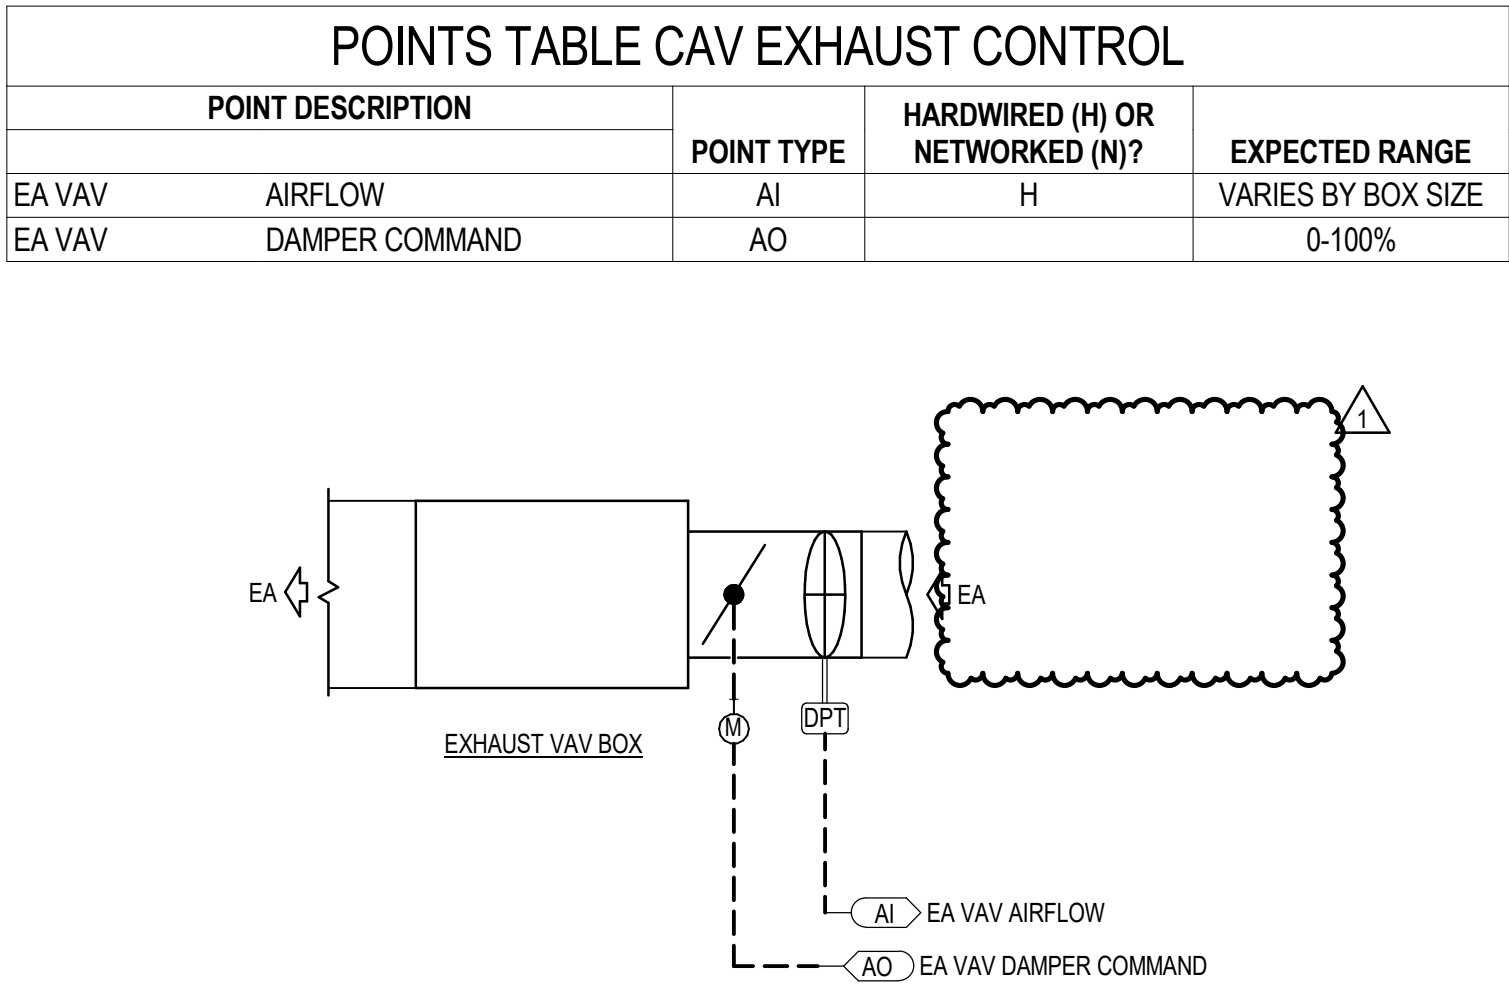 POINTS TABLE CAV EXHAUST CONTROL
POINT DESCRIPTION
POINT TYPE
HARDWIRED (H) OR
NETWORKED (N)?
EXPECTED RANGE
EA VAV AIRFLOW AI H VARIES BY BOX SIZE
EA VAV DAMPER COMMAND AO 0-100%
1
EA
EA
M
DPT
EXHAUST VAV BOX
AI EA VAV AIRFLOW
AO EA VAV DAMPER COMMAND